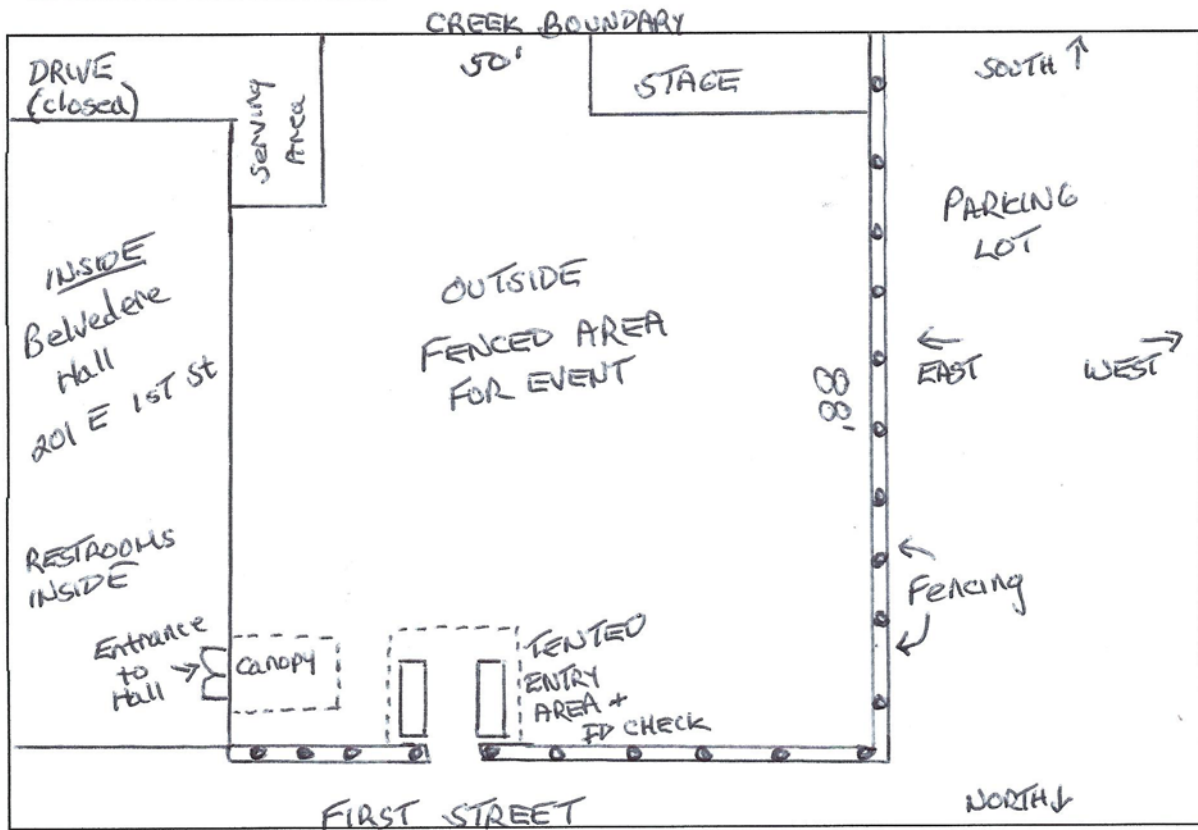 CREEK BOUNDARY
50'
DRIVE
(closed)
Serving
Area
STAGE
SOUTH ↑
PARKING
LOT
INSIDE
Belvedere
Hall
201 E 1ST St
OUTSIDE
FENCED AREA
FOR EVENT
88'
←
EAST
→
WEST
RESTROOMS
INSIDE
Entrance
to →
Hall
Canopy
TENTED
ENTRY
AREA +
ID CHECK
Fencing
FIRST STREET
NORTH ↓